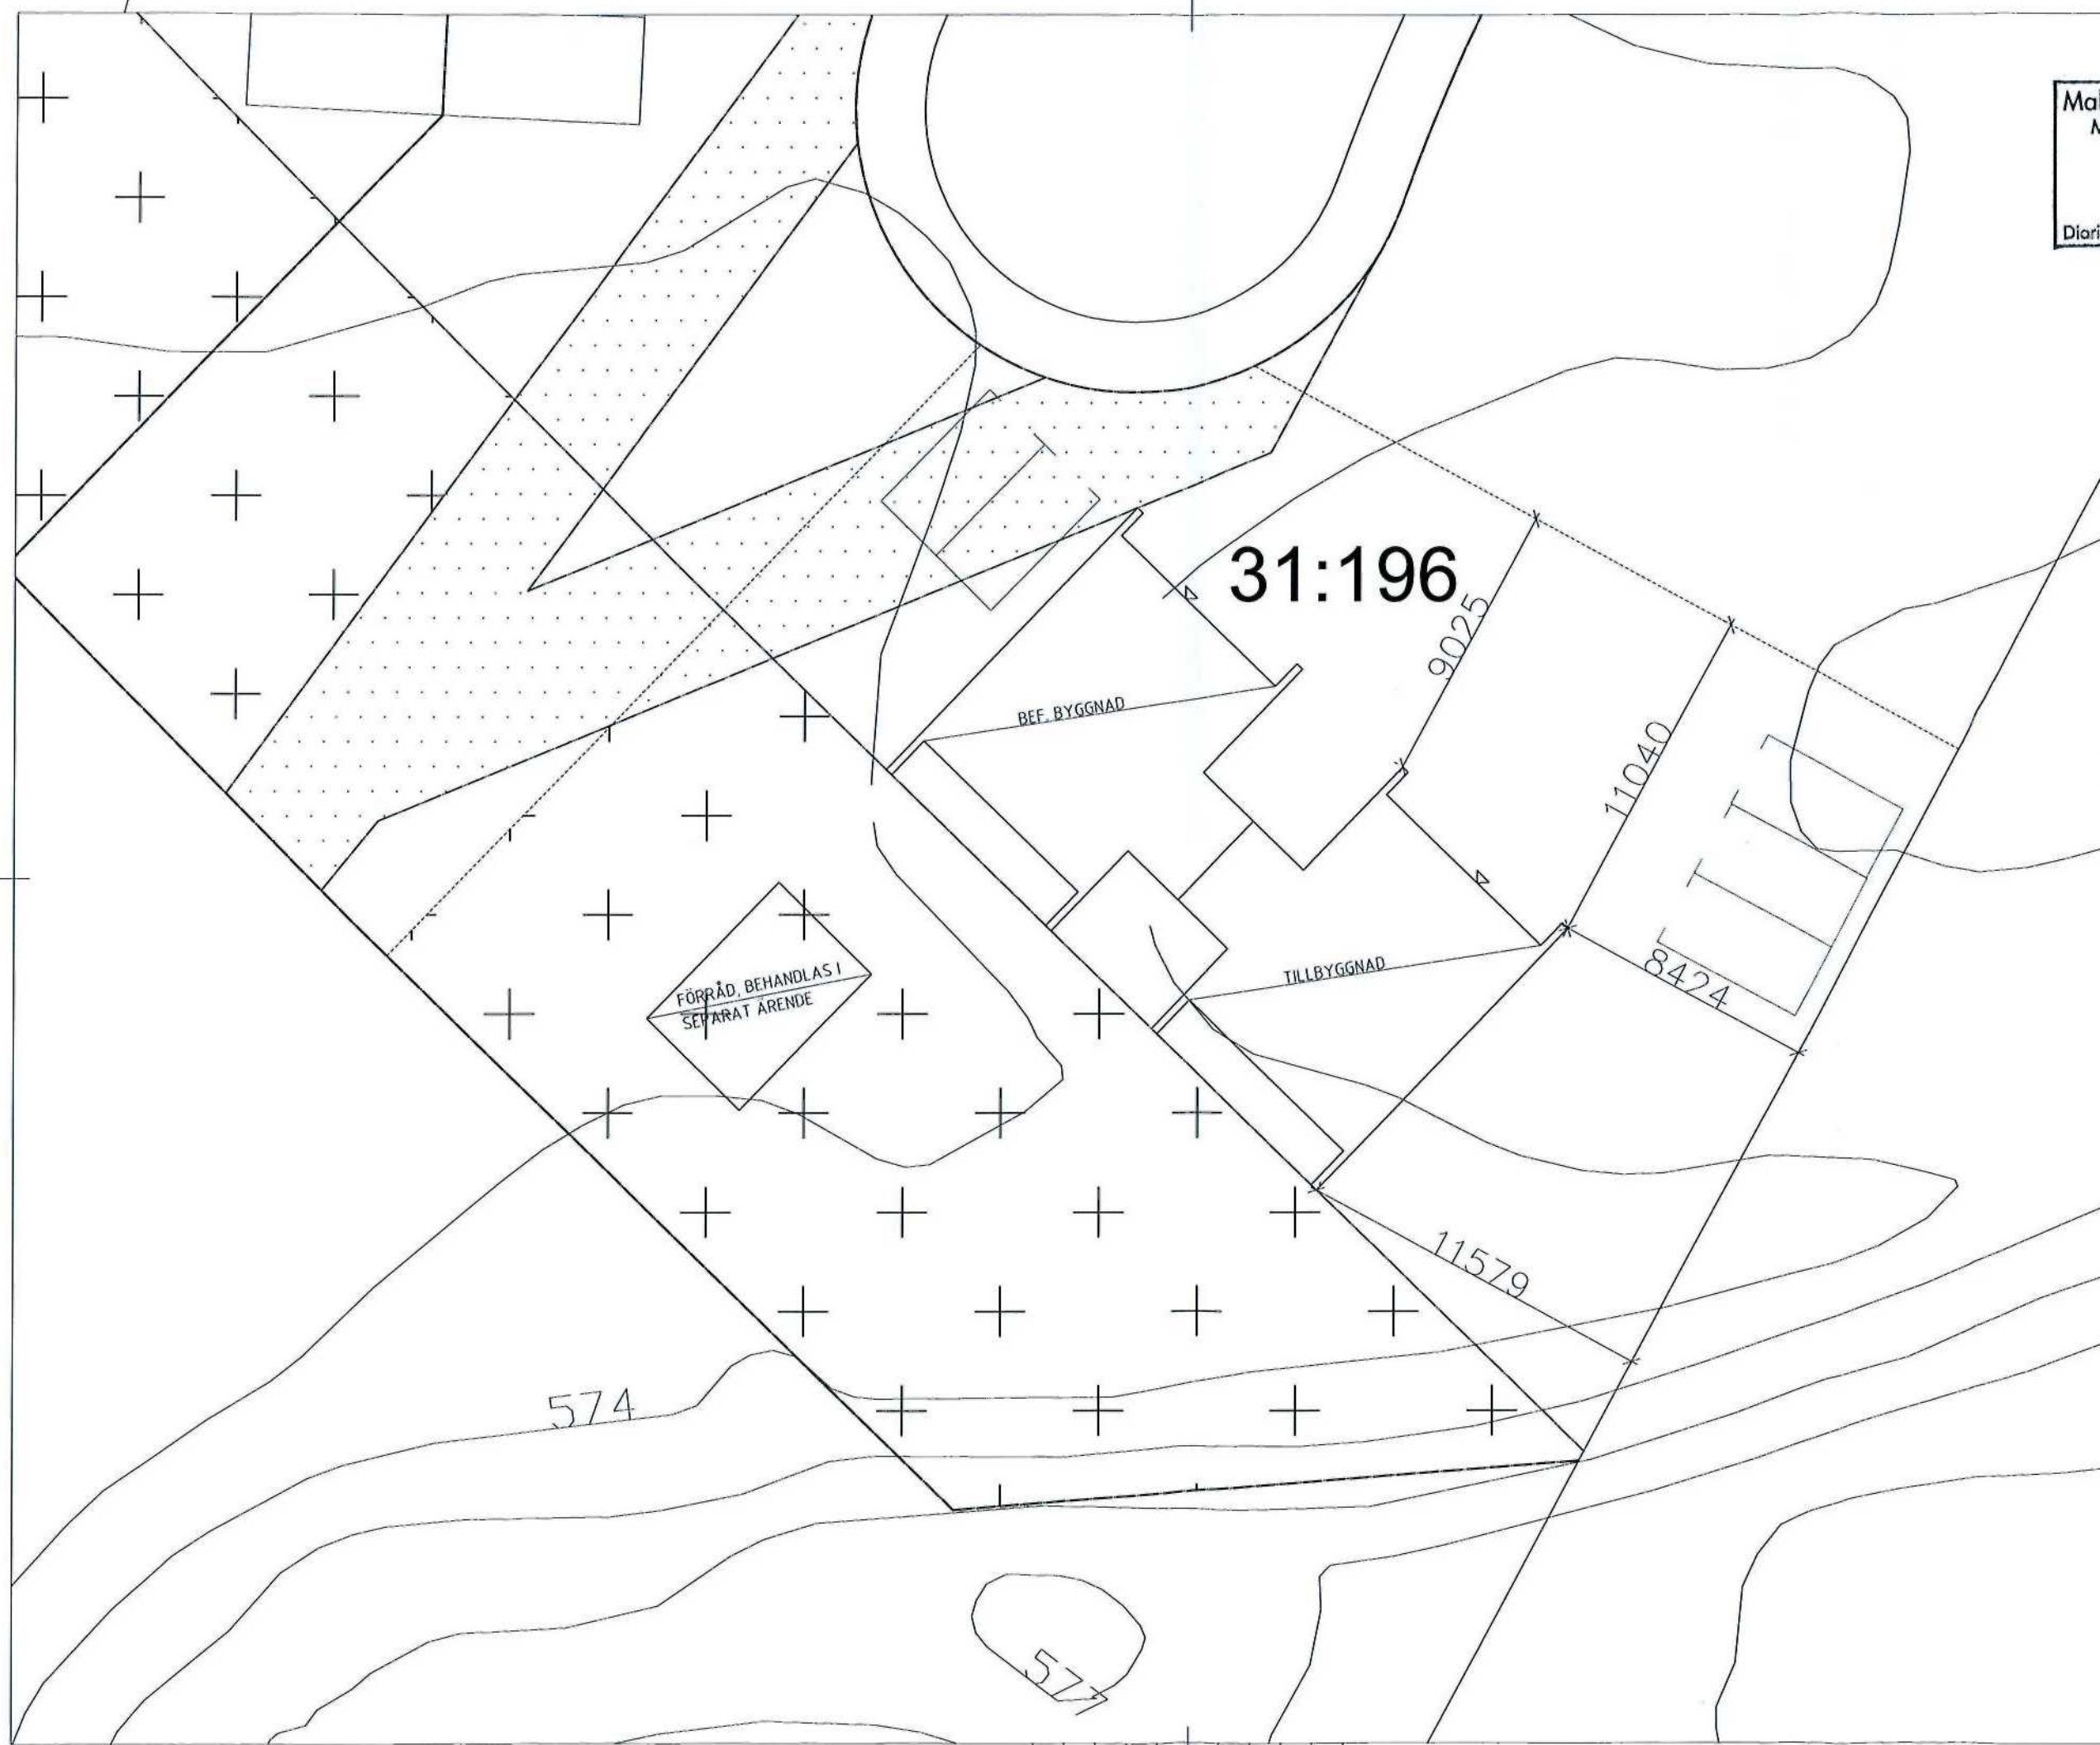 31:196
9025
BEF. BYGGNAD
11040
8424
TILLBYGGNAD
FÖRRÅD, BEHANDLAS I
SEPARAT ÄRENDE
11579
574
577
Diari